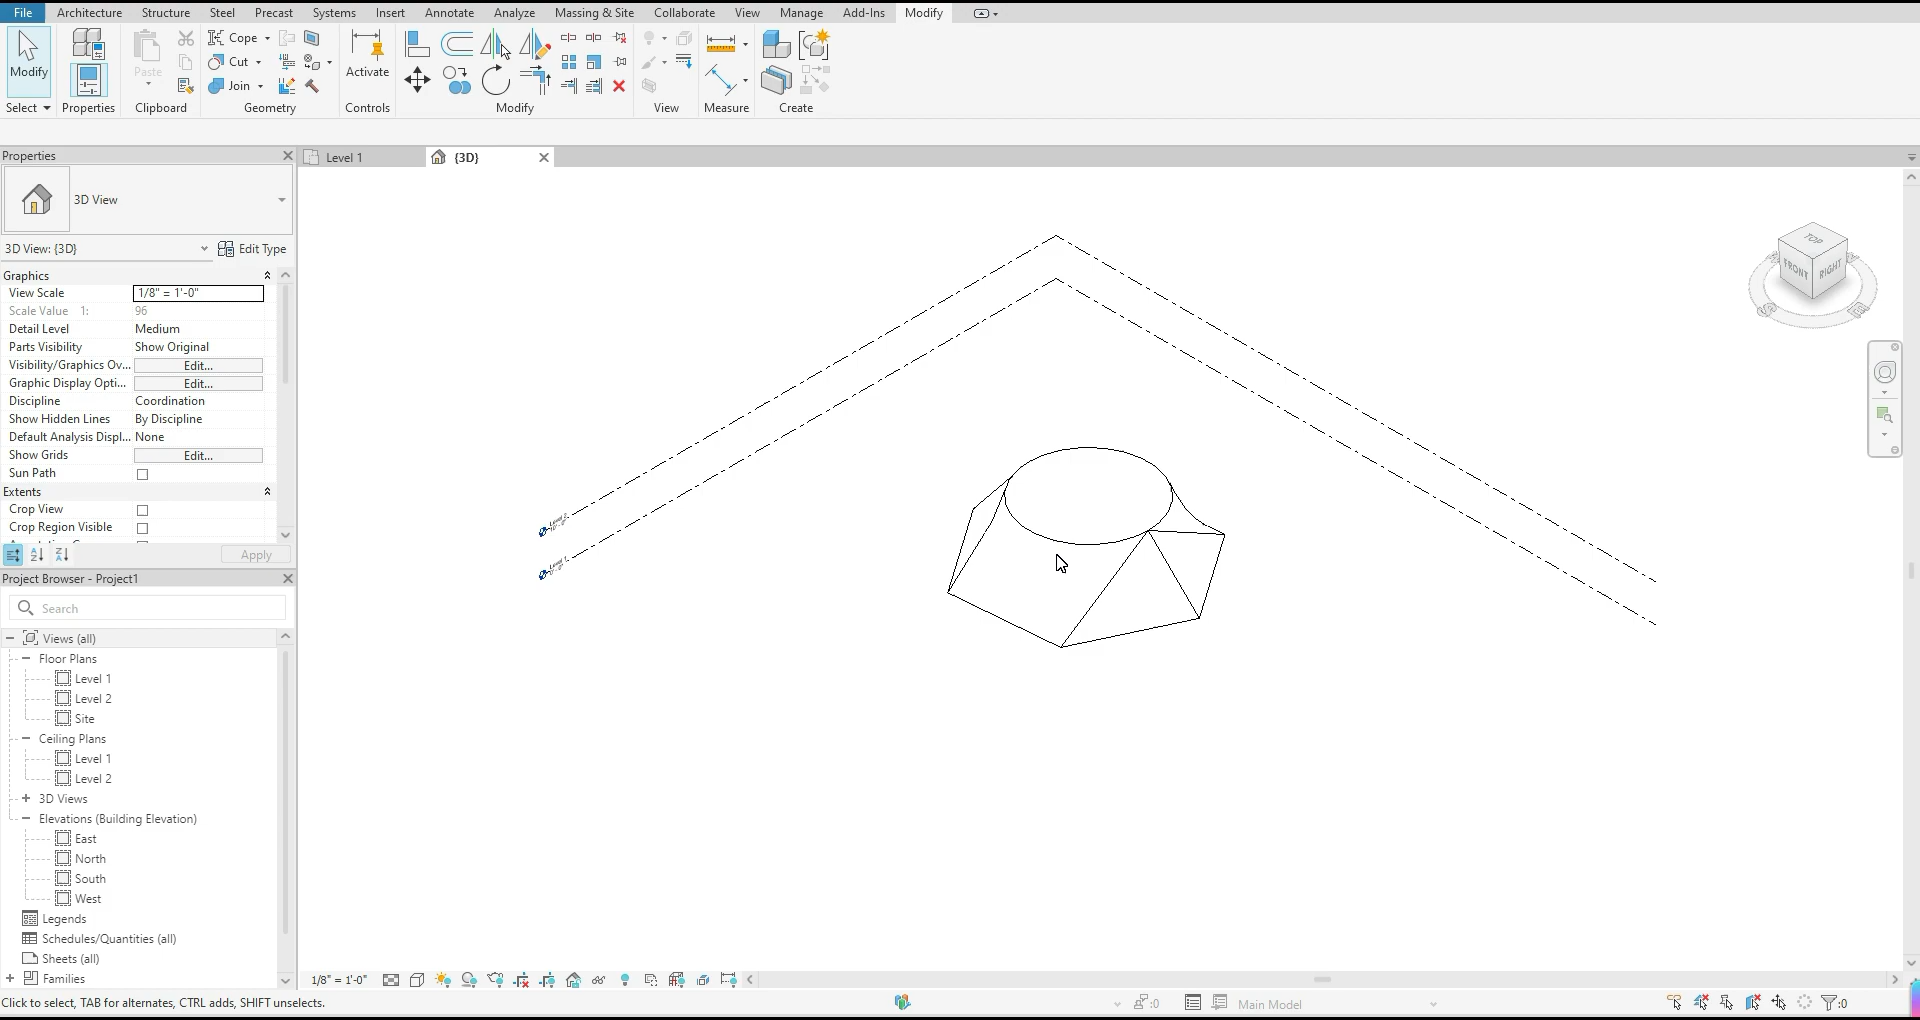 File Architecture Structure Steel Precast Systems Insert Annotate Analyze Massing & Site Collaborate View Manage Add-Ins Modify
Modify
Paste
Cope
Cut
Join
Activate
Select Properties Clipboard Geometry Controls Modify View Measure Create
Properties
Level 1
{3D}
3D View
3D View: {3D}
Edit Type
Graphics
View Scale 1/8" = 1'-0"
Scale Value 1: 96
Detail Level Medium
Parts Visibility Show Original
Visibility/Graphics Ov... Edit...
Graphic Display Opti... Edit...
Discipline Coordination
Show Hidden Lines By Discipline
Default Analysis Displ... None
Show Grids Edit...
Sun Path
Extents
Crop View
Crop Region Visible
Apply
Project Browser - Project1
Search
Views (all)
Floor Plans
Level 1
Level 2
Site
Ceiling Plans
Level 1
Level 2
3D Views
Elevations (Building Elevation)
East
North
South
West
Legends
Schedules/Quantities (all)
Sheets (all)
Families
TOP
FRONT
RIGHT
1/8" = 1'-0"
Click to select, TAB for alternates, CTRL adds, SHIFT unselects.
:0
Main Model
:0